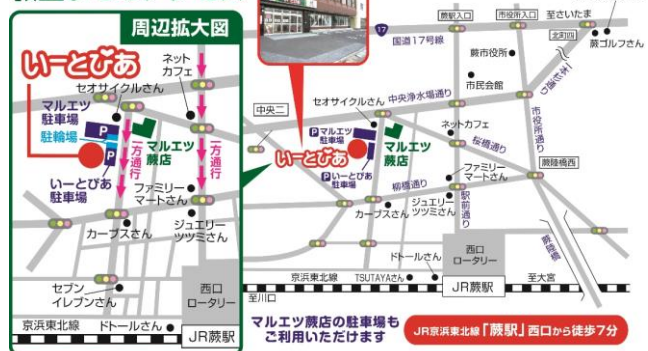 周辺拡大図
いーとぴあ
ネット
カフェ
セオサイクルさん
マルエツ
駐車場
駐輪場
P
P
マルエツ
蕨店
一方通行
一方通行
いーとぴあ
駐車場
ファミリー
マートさん
カーブスさん
ジュエリー
ツツミさん
セブン
イレブンさん
西口
ロータリー
京浜東北線
ドトールさん
JR蕨駅
17
国道17号線
蕨駅入口
市役所入口
至さいたま
北町四
蕨ゴルフさん
蕨市役所
市民会館
一本杉通り
市役所通り
中央二
セオサイクルさん
中央浄水場通り
ネットカフェ
P マルエツ
駐車場
いーとぴあ
P いーとぴあ
駐車場
マルエツ
蕨店
桜橋通り
蕨陸橋西
柳橋通り
ファミリー
マートさん
駅前通り
カーブスさん
ジュエリー
ツツミさん
蕨陸橋
ドトールさん
西口
ロータリー
京浜東北線
TSUTAYAさん
JR蕨駅
至大宮
至川口
マルエツ蕨店の駐車場も
ご利用いただけます
JR京浜東北線「蕨駅」西口から徒歩7分